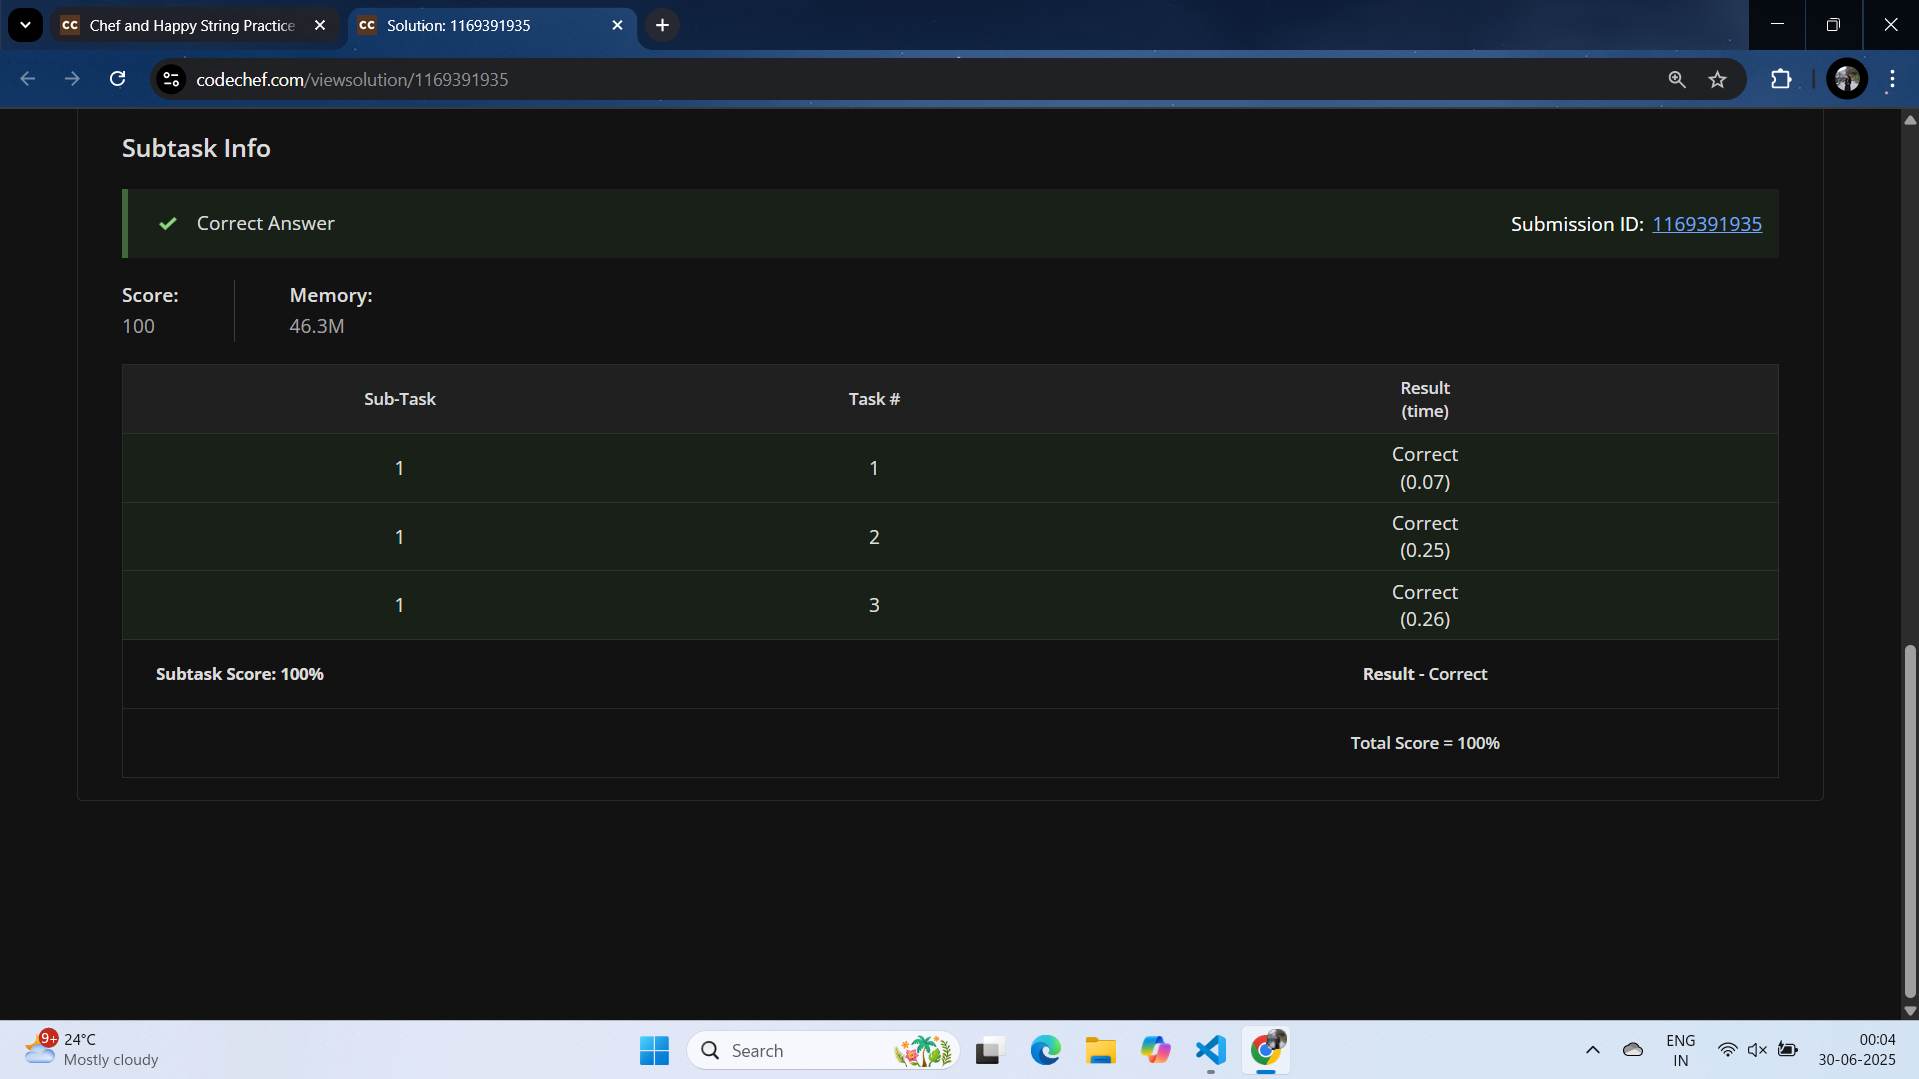 CC Chef and Happy String Practice
CC Solution: 1169391935
codechef.com/viewsolution/1169391935
Subtask Info
Correct Answer
Submission ID: 1169391935
Score:
100
Memory:
46.3M
Sub-Task Task # Result
(time)
1 1 Correct
(0.07)
1 2 Correct
(0.25)
1 3 Correct
(0.26)
Subtask Score: 100% Result - Correct
Total Score = 100%
9+
24°C
Mostly cloudy
Search
ENG
IN
00:04
30-06-2025